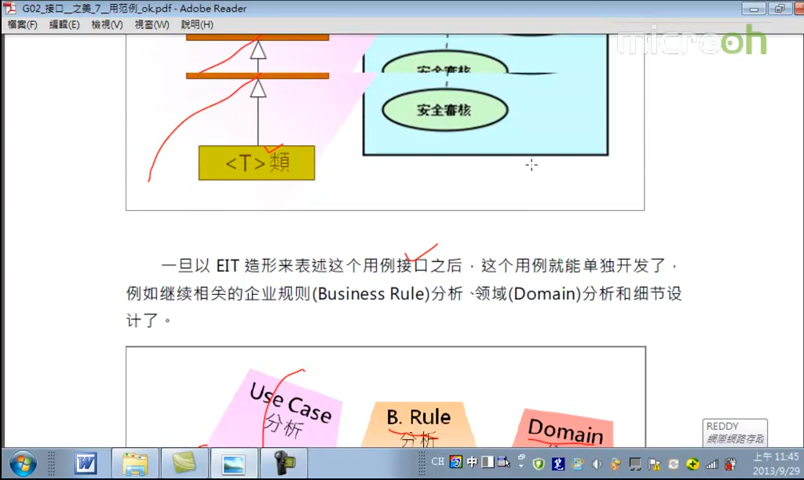 G02_接口__之美_7__用范例_ok.pdf - Adobe Reader
檔案(F) 編輯(E) 檢視(V) 視窗(W) 說明(H)
microoh
安全審核
安全審核
<T>類
一旦以 EIT 造形来表述这个用例接口之后，这个用例就能单独开发了，
例如继续相关的企业规则(Business Rule)分析、领域(Domain)分析和细节设
计了。
Use Case
分析
B. Rule
分析
Domain
REDDY
網際網路存取
CH
上午 11:45
2013/9/29